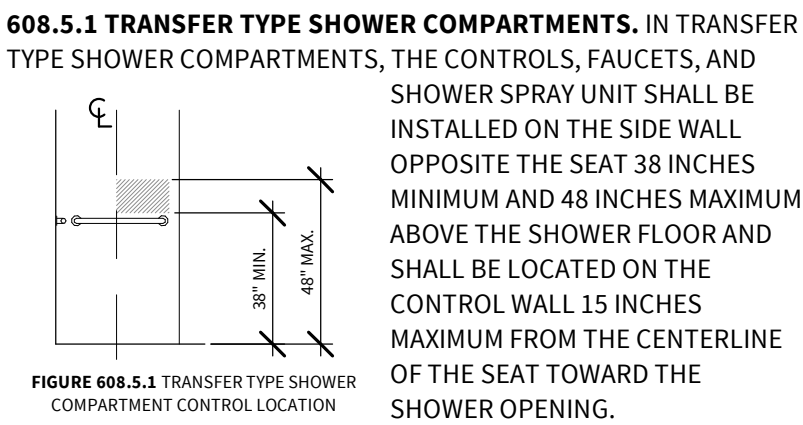 608.5.1 TRANSFER TYPE SHOWER COMPARTMENTS. IN TRANSFER
TYPE SHOWER COMPARTMENTS, THE CONTROLS, FAUCETS, AND
SHOWER SPRAY UNIT SHALL BE
INSTALLED ON THE SIDE WALL
OPPOSITE THE SEAT 38 INCHES
MINIMUM AND 48 INCHES MAXIMUM
ABOVE THE SHOWER FLOOR AND
SHALL BE LOCATED ON THE
CONTROL WALL 15 INCHES
MAXIMUM FROM THE CENTERLINE
OF THE SEAT TOWARD THE
SHOWER OPENING.
℄
38" MIN.
48" MAX.
FIGURE 608.5.1 TRANSFER TYPE SHOWER
COMPARTMENT CONTROL LOCATION